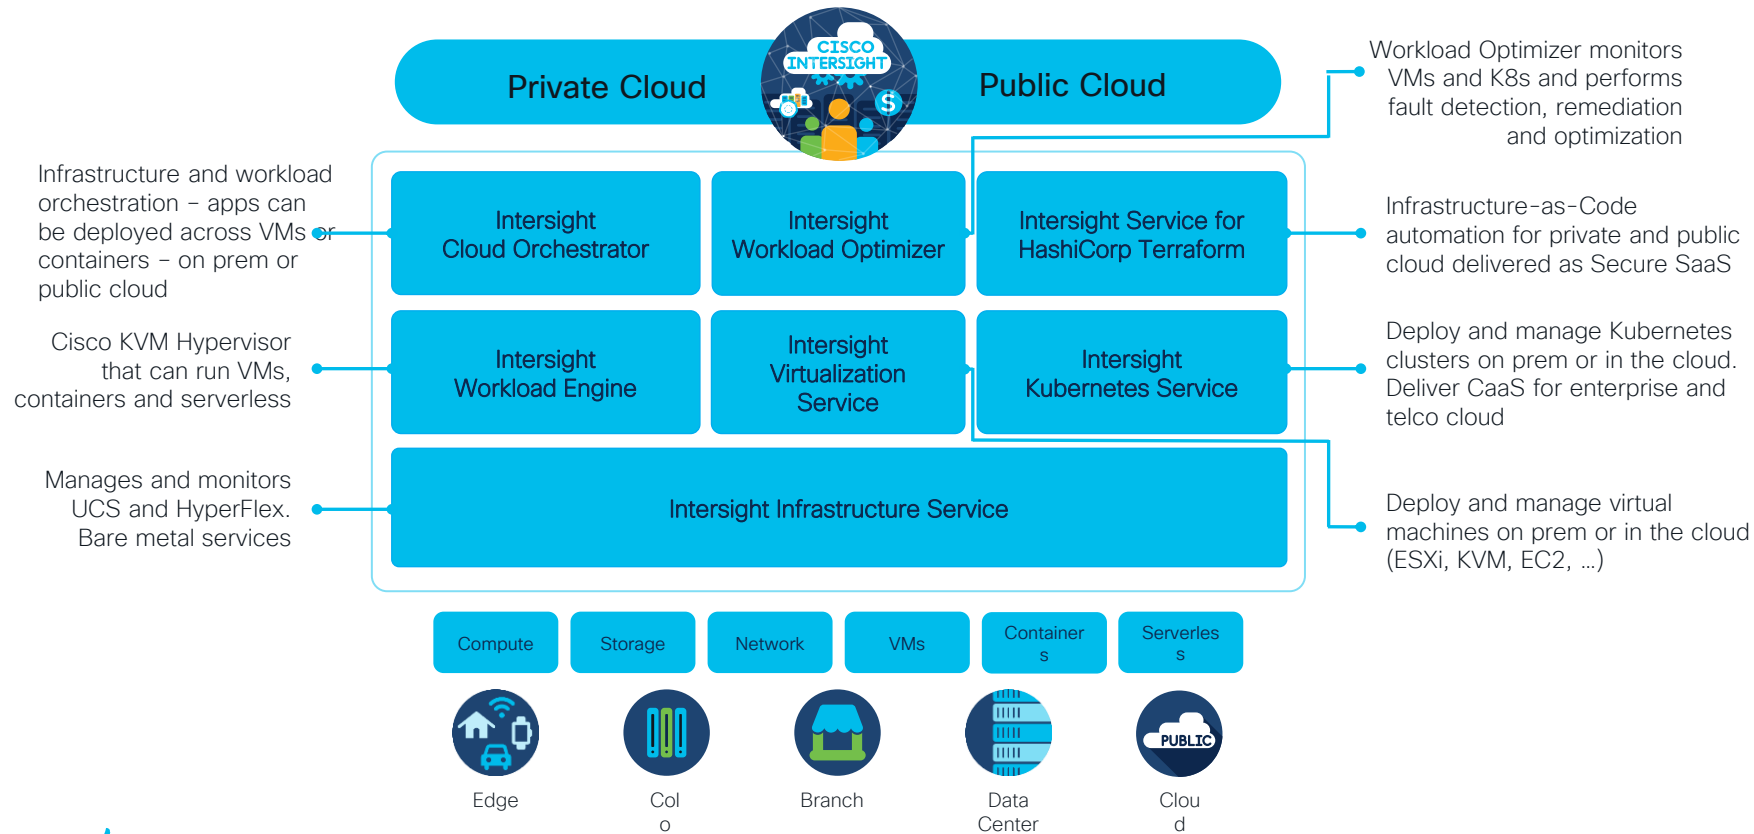 CISCO
INTERSIGHT
Private Cloud
Public Cloud
S
Workload Optimizer monitors
VMs and K8s and performs
fault detection, remediation
and optimization
Infrastructure and workload
orchestration – apps can
be deployed across VMs or
containers – on prem or
public cloud
Intersight
Cloud Orchestrator
Intersight
Workload Optimizer
Intersight Service for
HashiCorp Terraform
Infrastructure-as-Code
automation for private and public
cloud delivered as Secure SaaS
Cisco KVM Hypervisor
that can run VMs,
containers and serverless
Intersight
Workload Engine
Intersight
Virtualization
Service
Intersight
Kubernetes Service
Deploy and manage Kubernetes
clusters on prem or in the cloud.
Deliver CaaS for enterprise and
telco cloud
Manages and monitors
UCS and HyperFlex.
Bare metal services
Intersight Infrastructure Service
Deploy and manage virtual
machines on prem or in the cloud
(ESXi, KVM, EC2, …)
Compute
Storage
Network
VMs
Container
s
Serverles
s
PUBLIC
Edge
Col
o
Branch
Data
Center
Clou
d